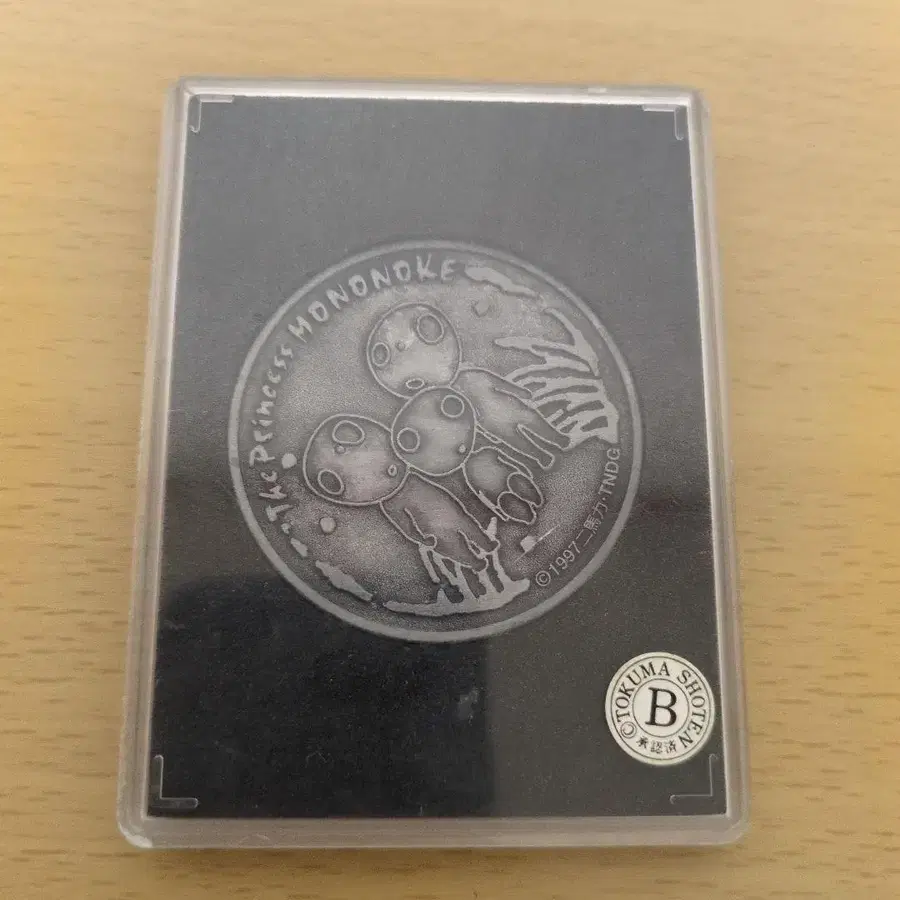 The Princess MONONOKE
©1997 二馬力・TNDG
©TOKUMA SHOTEN
B
承認済